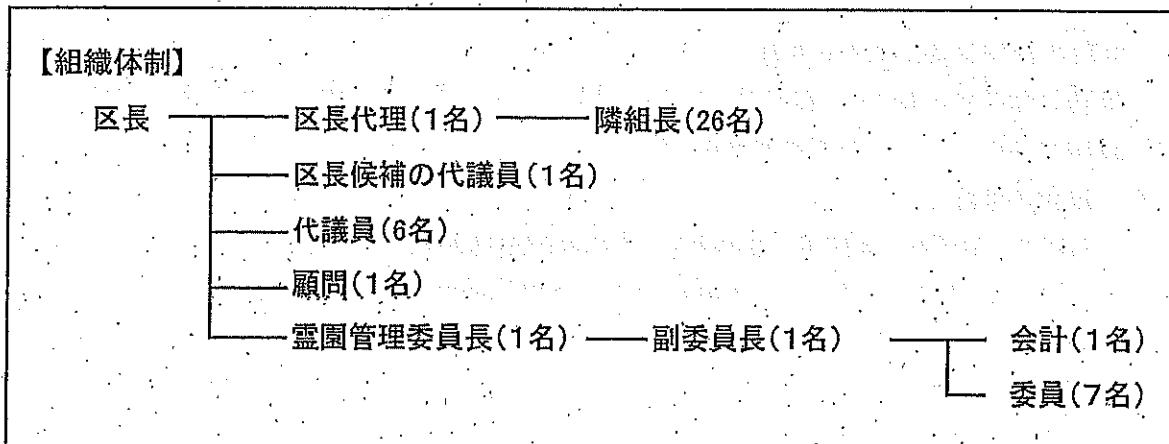 【組織体制】
区長 区長代理(1名) 隣組長(26名)
区長候補の代議員(1名)
代議員(6名)
顧問(1名)
霊園管理委員長(1名) 副委員長(1名) 会計(1名)
委員(7名)